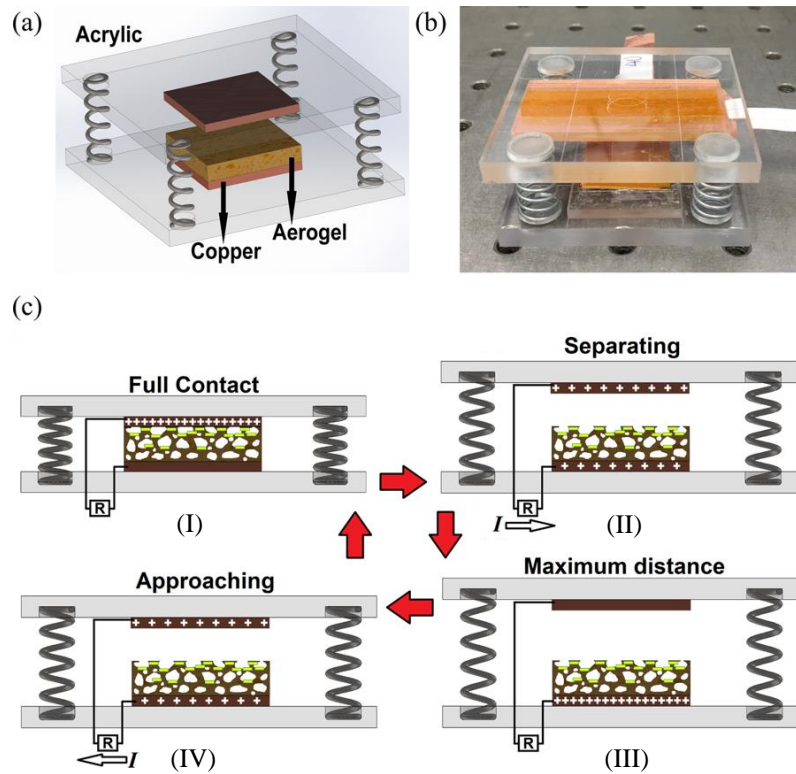 (a)
Acrylic
Copper
Aerogel
(b)
(c)
Full Contact
R
(I)
Separating
R
I
(II)
Approaching
R
I
(IV)
Maximum distance
R
(III)